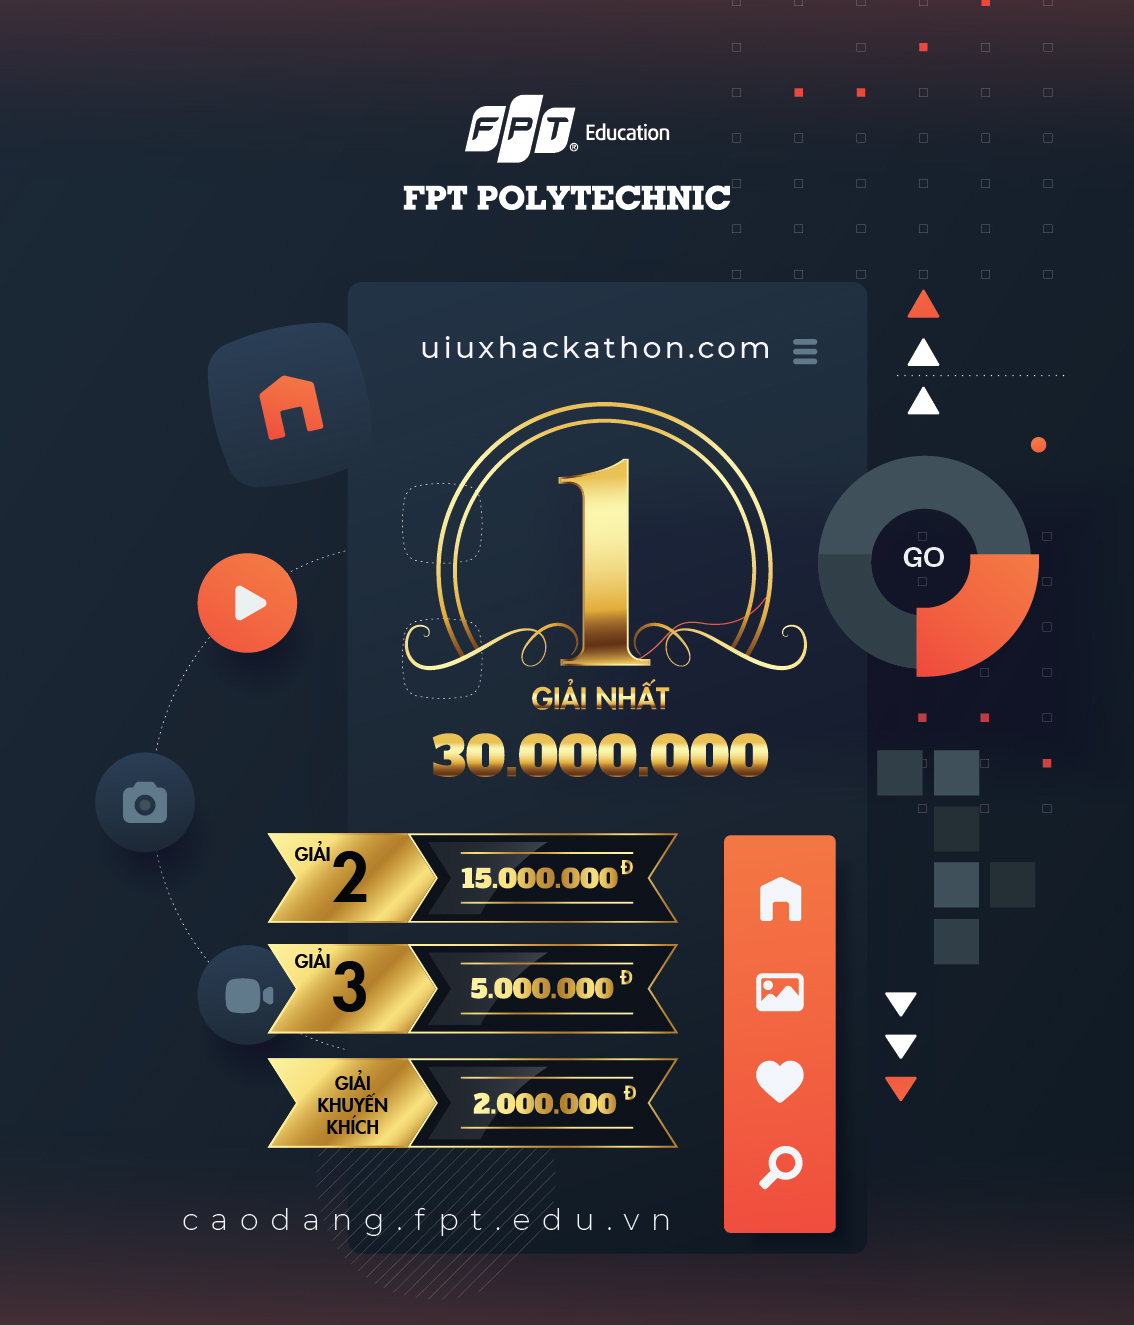 FPT® Education
FPT POLYTECHNIC
uiuxhackathon.com
1
GO
GIẢI NHẤT
30.000.000
GIẢI 2
15.000.000 Đ
GIẢI 3
5.000.000 Đ
GIẢI
KHUYẾN
KHÍCH
2.000.000 Đ
caodang.fpt.edu.vn